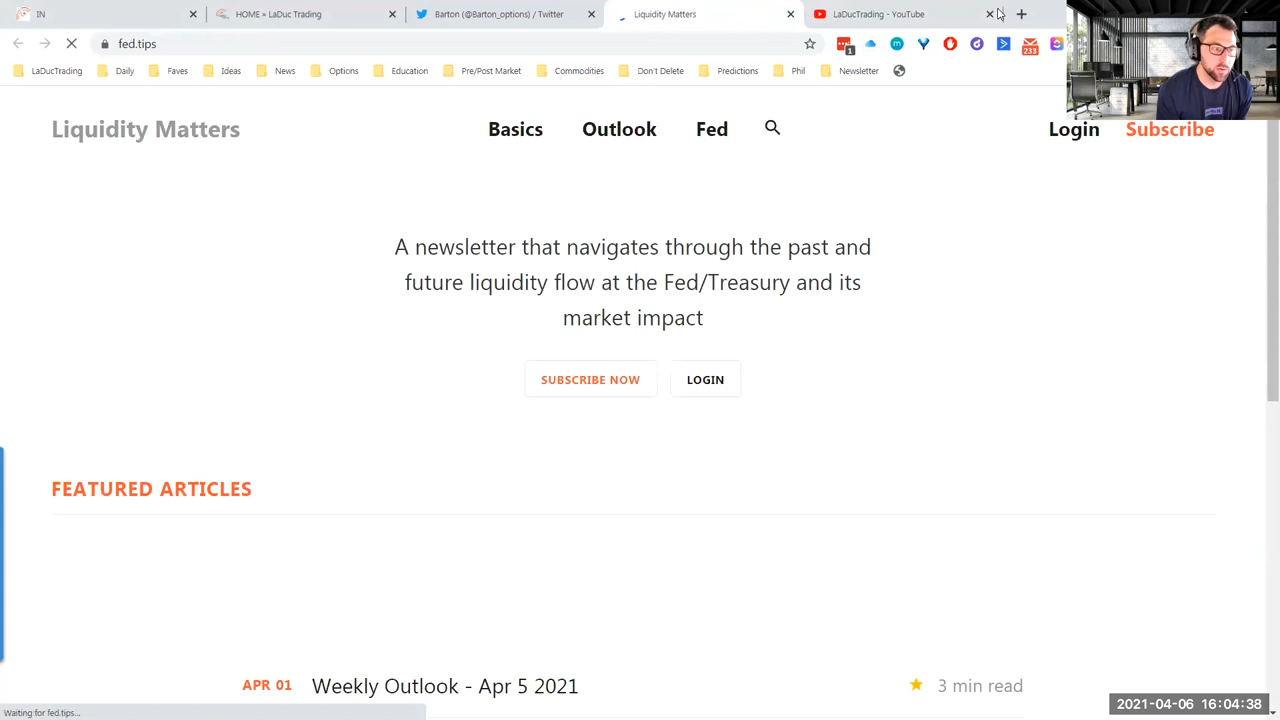 IN
HOME » LaDuc Trading
Barton (@Barton_options) / Twitter
Liquidity Matters
LaDucTrading - YouTube
fed.tips
1
233
LaDucTrading
Daily
Faves
Ideas
News
Options
Education
Pre/Post Market
Commodities
Don't Delete
Predictions
Phil
Newsletter
Liquidity Matters
Basics
Outlook
Fed
Login
Subscribe
A newsletter that navigates through the past and
future liquidity flow at the Fed/Treasury and its
market impact
SUBSCRIBE NOW
LOGIN
FEATURED ARTICLES
APR 01
Weekly Outlook - Apr 5 2021
3 min read
Waiting for fed.tips...
2021-04-06 16:04:38